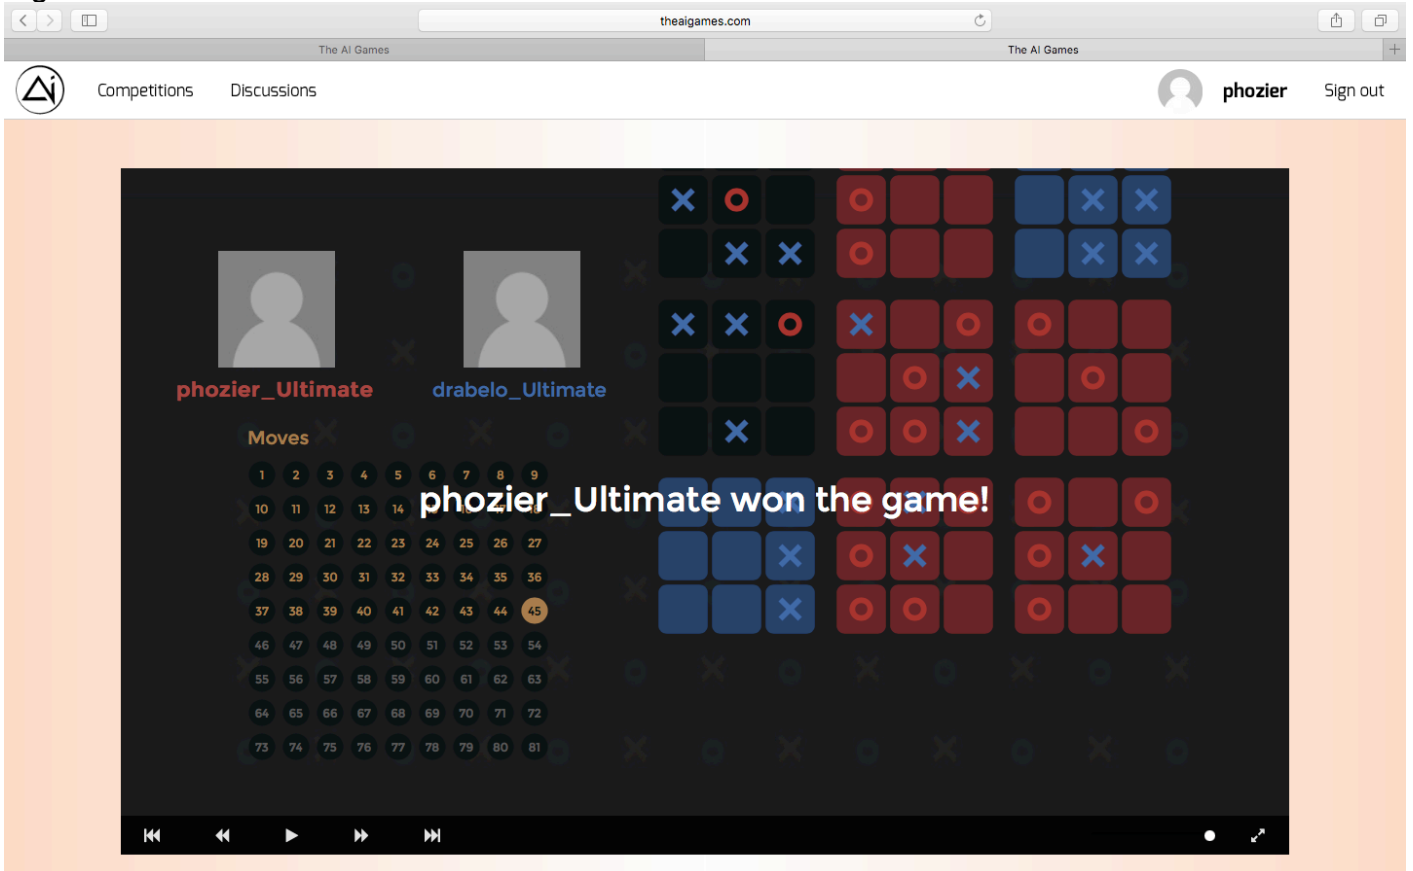 theaigames.com
The AI Games
The AI Games
+
Ai
Competitions
Discussions
phozier
Sign out
X O O X X
X X O X X
phozier_Ultimate
drabelo_Ultimate
X X O X O O
O X O
X O O X O
Moves
1 2 3 4 5 6 7 8 9
phozier_Ultimate won the game!
10 11 12 13 14
O O O
19 20 21 22 23 24 25 26 27
X O X O X
28 29 30 31 32 33 34 35 36
37 38 39 40 41 42 43 44 45
X O O O
46 47 48 49 50 51 52 53 54
55 56 57 58 59 60 61 62 63
64 65 66 67 68 69 70 71 72
73 74 75 76 77 78 79 80 81